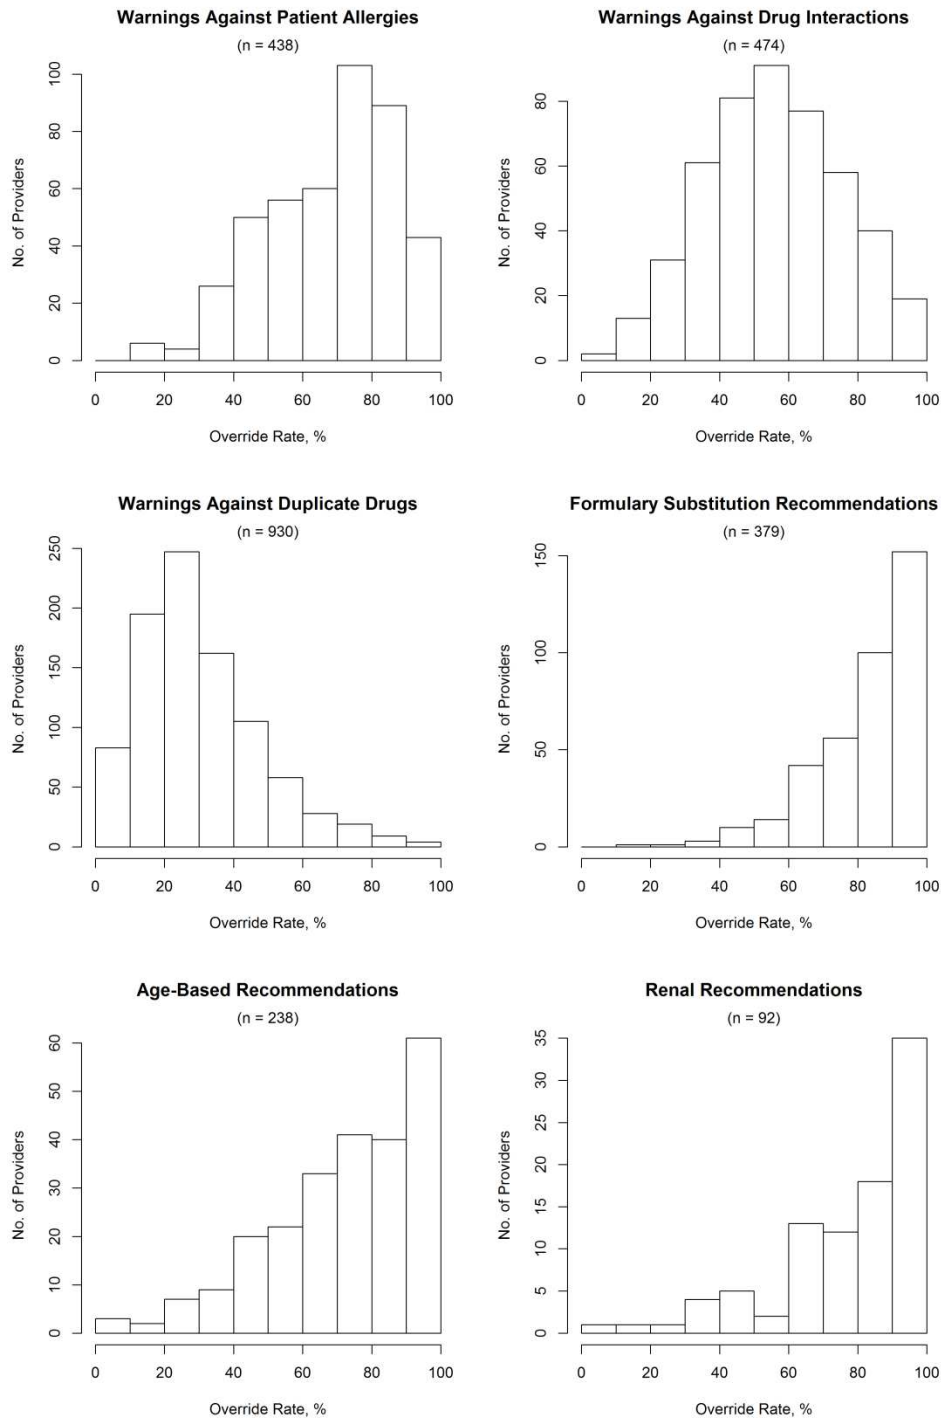 Warnings Against Patient Allergies
(n = 438)
No. of Providers
100
80
60
40
20
0
0 20 40 60 80 100
Override Rate, %
Warnings Against Drug Interactions
(n = 474)
No. of Providers
80
60
40
20
0
0 20 40 60 80 100
Override Rate, %
Warnings Against Duplicate Drugs
(n = 930)
No. of Providers
250
200
150
100
50
0
0 20 40 60 80 100
Override Rate, %
Formulary Substitution Recommendations
(n = 379)
No. of Providers
150
100
50
0
0 20 40 60 80 100
Override Rate, %
Age-Based Recommendations
(n = 238)
No. of Providers
60
50
40
30
20
10
0
0 20 40 60 80 100
Override Rate, %
Renal Recommendations
(n = 92)
No. of Providers
35
30
25
20
15
10
5
0
0 20 40 60 80 100
Override Rate, %